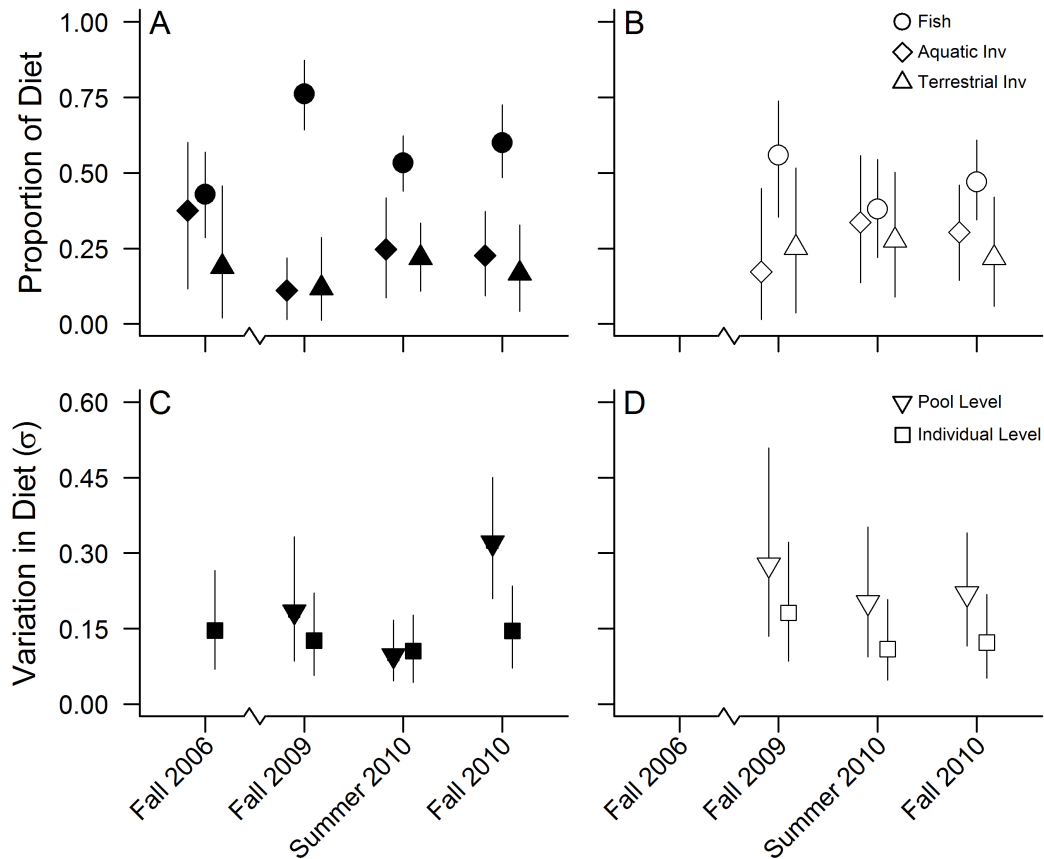 A
B
Fish
Aquatic Inv
Terrestrial Inv
Proportion of Diet
1.00
0.75
0.50
0.25
0.00
C
D
Pool Level
Individual Level
Variation in Diet (σ)
0.60
0.45
0.30
0.15
0.00
Fall 2006
Fall 2009
Summer 2010
Fall 2010
Fall 2006
Fall 2009
Summer 2010
Fall 2010